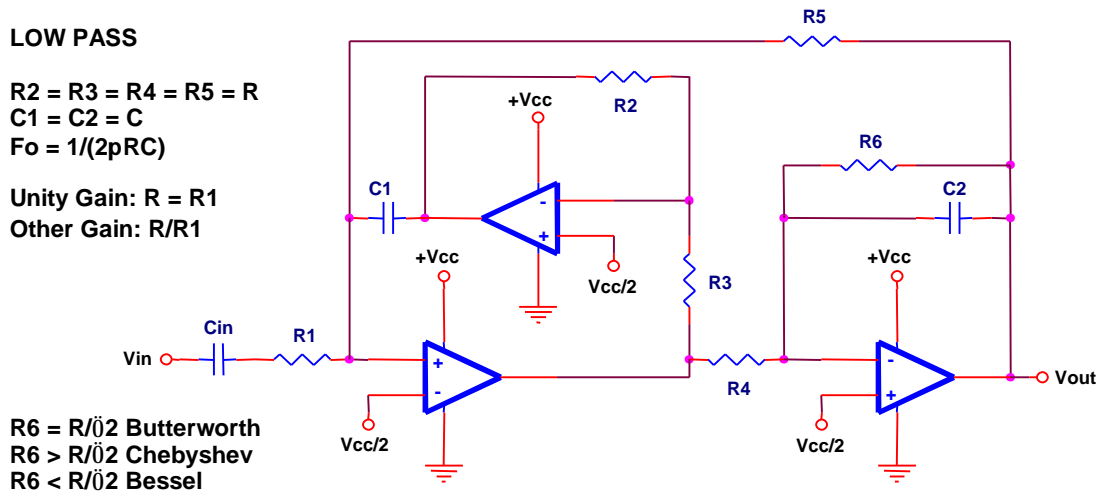 LOW PASS
R2 = R3 = R4 = R5 = R
C1 = C2 = C
Fo = 1/(2pRC)
Unity Gain: R = R1
Other Gain: R/R1
R5
R2
+Vcc
R6
C1
C2
-
+
+Vcc
Vcc/2
R3
+Vcc
Cin
R1
Vin
+
-
R4
-
+
Vout
Vcc/2
Vcc/2
R6 = R/Ö2 Butterworth
R6 > R/Ö2 Chebyshev
R6 < R/Ö2 Bessel